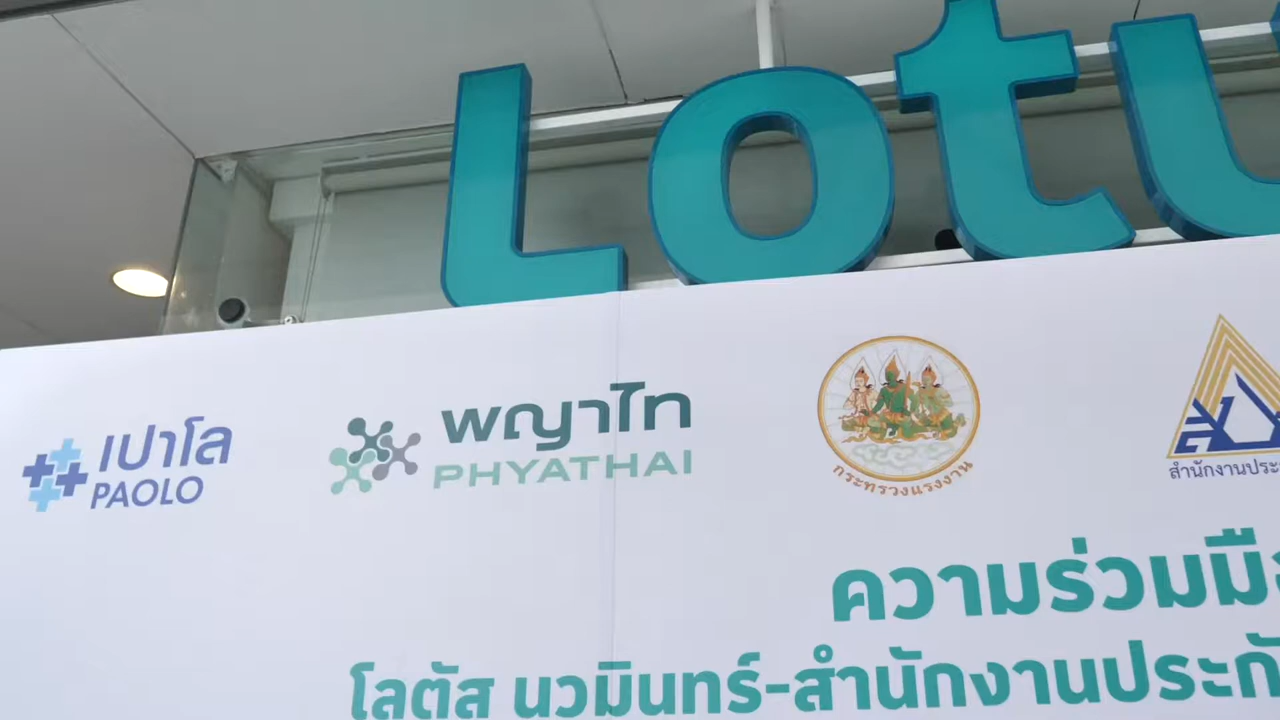 Lotu
เปาโล
PAOLO
พญาไท
PHYATHAI
กระทรวงแรงงาน
สำนักงานประ
ความร่วมมือ
โลตัส นวมินทร์-สำนักงานประกั